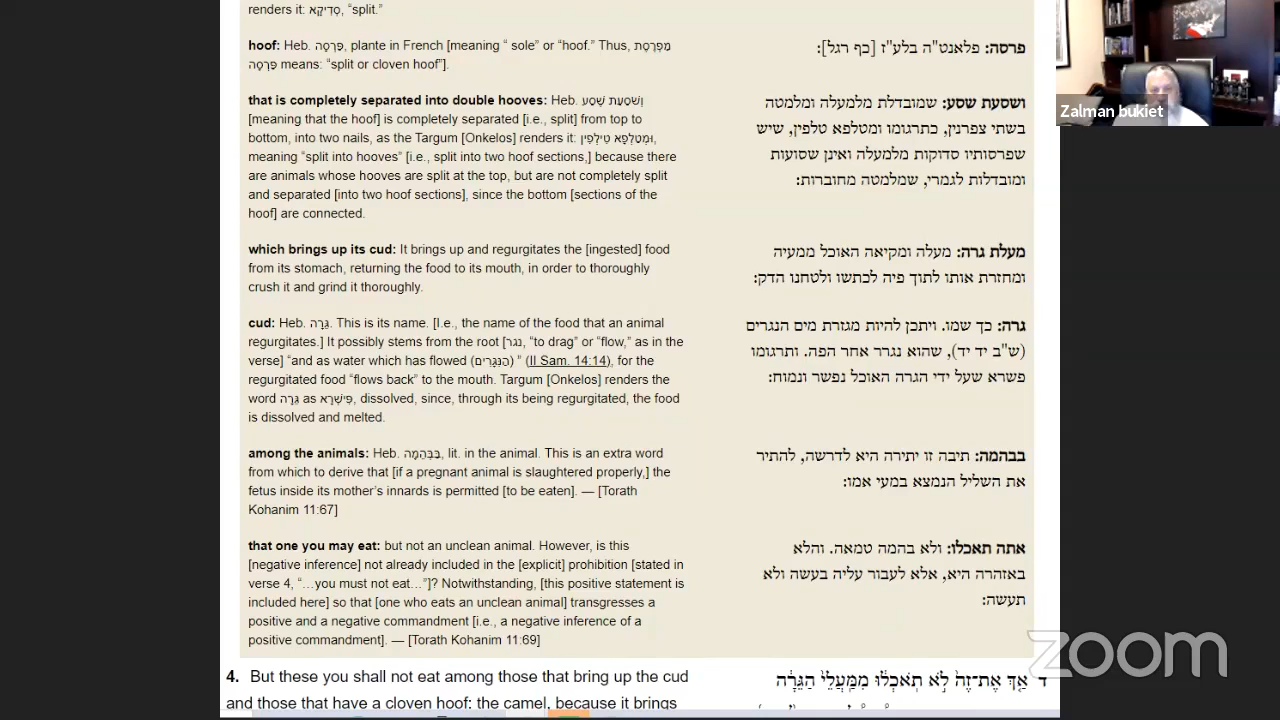 renders it: סְדִיקָא, “split.”
hoof: Heb. פַּרְסָה, plante in French [meaning “ sole” or “hoof.” Thus, מַפְרֶסֶת
פַּרְסָה means: “split or cloven hoof”].
that is completely separated into double hooves: Heb. וְשֹׁסַעַת שֶׁסַע
[meaning that the hoof] is completely separated [i.e., split] from top to
bottom, into two nails, as the Targum [Onkelos] renders it: וּמְטַלְפָא טִילְפִין,
meaning “split into hooves” [i.e., split into two hoof sections,] because there
are animals whose hooves are split at the top, but are not completely split
and separated [into two hoof sections], since the bottom [sections of the
hoof] are connected.
which brings up its cud: It brings up and regurgitates the [ingested] food
from its stomach, returning the food to its mouth, in order to thoroughly
crush it and grind it thoroughly.
cud: Heb. גֵּרָה. This is its name. [I.e., the name of the food that an animal
regurgitates.] It possibly stems from the root [נגר, “to drag” or “flow,” as in the
verse] “and as water which has flowed (הַנִּגָּרִים) ” (II Sam. 14:14), for the
regurgitated food “flows back” to the mouth. Targum [Onkelos] renders the
word גֵּרָה as פִּישְׁרָא, dissolved, since, through its being regurgitated, the food
is dissolved and melted.
among the animals: Heb. בַּבְּהֵמָה, lit. in the animal. This is an extra word
from which to derive that [if a pregnant animal is slaughtered properly,] the
fetus inside its mother’s innards is permitted [to be eaten]. — [Torath
Kohanim 11:67]
that one you may eat: but not an unclean animal. However, is this
[negative inference] not already included in the [explicit] prohibition [stated in
verse 4, “…you must not eat…”]? Notwithstanding, [this positive statement is
included here] so that [one who eats an unclean animal] transgresses a
positive and a negative commandment [i.e., a negative inference of a
positive commandment]. — [Torath Kohanim 11:69]
4. But these you shall not eat among those that bring up the cud
and those that have a cloven hoof: the camel, because it brings
פרסה: פלאנט"ה בלע"ז [כף רגל]:
ושסעת שסע: שמובדלת מלמעלה ומלמטה
בשתי צפרנין, כתרגומו ומטלפא טלפין, שיש
שפרסותיו סדוקות מלמעלה ואינן שסועות
ומובדלות לגמרי, שמלמטה מחוברות:
מעלת גרה: מעלה ומקיאה האוכל ממעיה
ומחזרת אותו לתוך פיה לכתשו ולטחנו הדק:
גרה: כך שמו. ויתכן להיות מגזרת מים הנגרים
(ש"ב יד יד), שהוא נגרר אחר הפה. ותרגומו
פשרא שעל ידי הגרה האוכל נפשר ונמוח:
בבהמה: תיבה זו יתירה היא לדרשה, להתיר
את השליל הנמצא במעי אמו:
אתה תאכלו: ולא בהמה טמאה. והלא
באזהרה היא, אלא לעבור עליה בעשה ולא
תעשה:
ד אַ֤ךְ אֶת־זֶה֙ לֹ֣א תֹֽאכְל֔וּ מִֽמַּעֲלֵי֙ הַגֵּרָ֔ה
Zalman bukiet
zoom